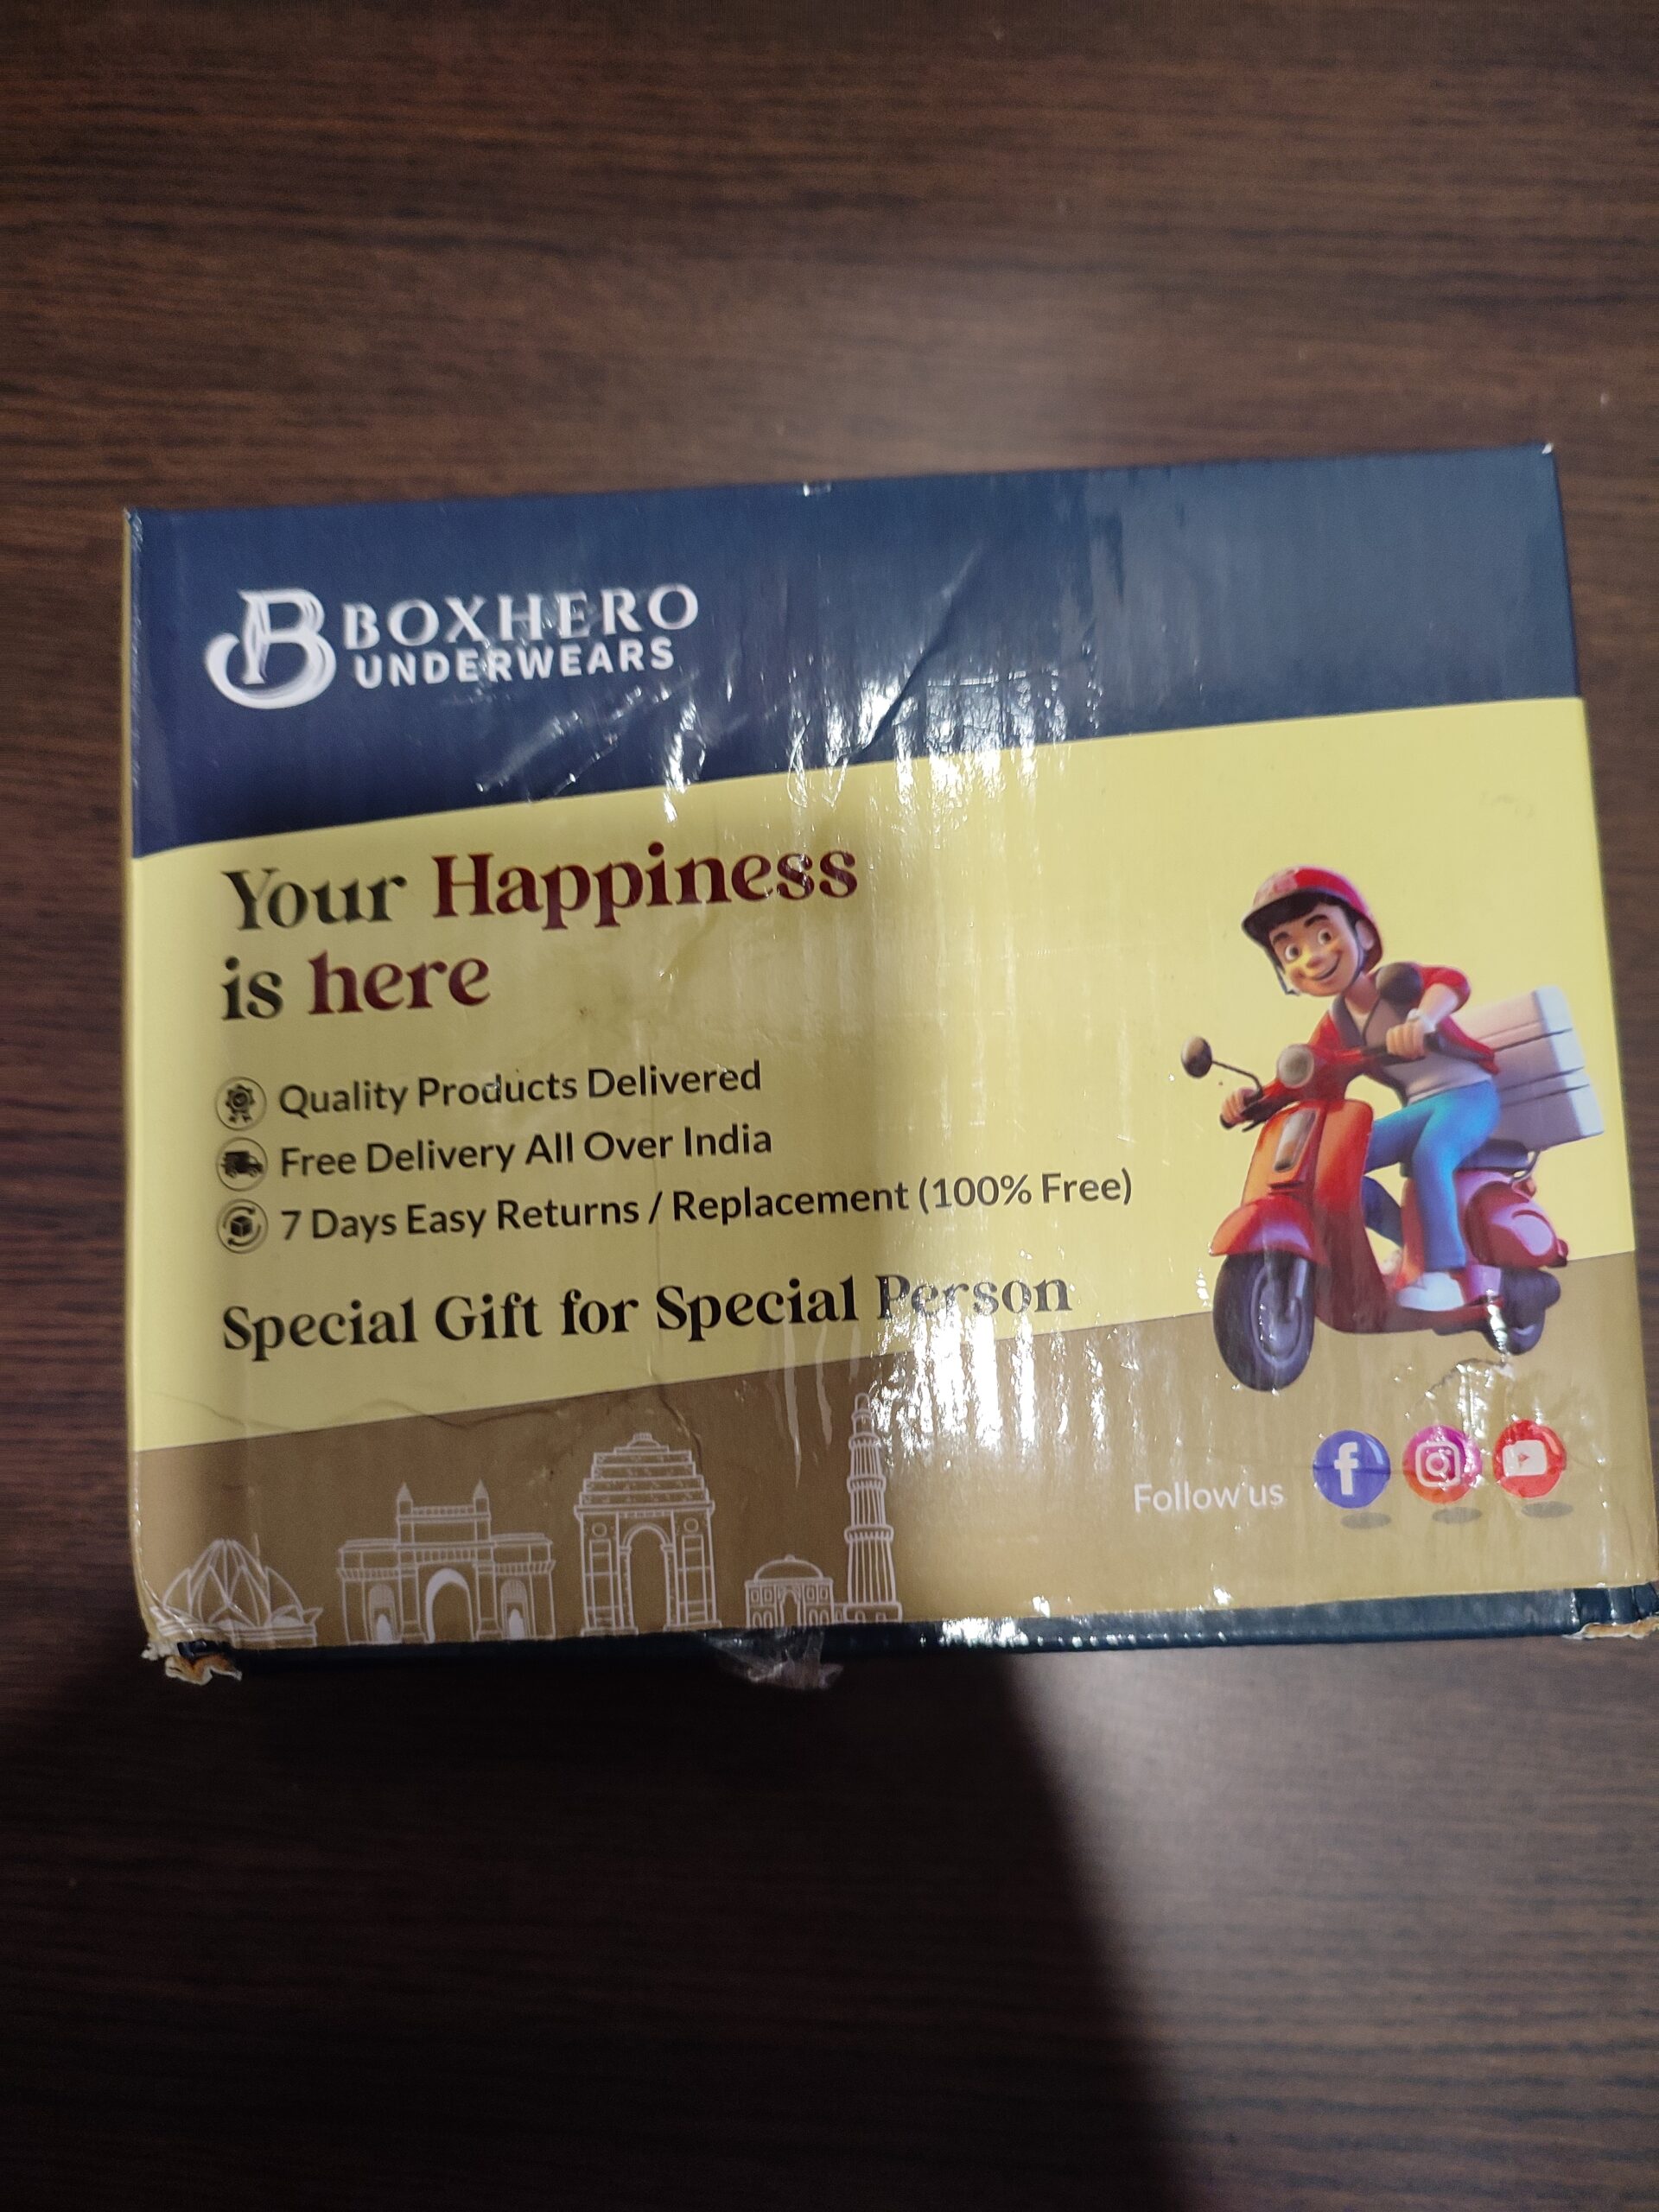 BOXHERO
UNDERWEARS
Your Happiness
is here
Quality Products Delivered
Free Delivery All Over India
7 Days Easy Returns / Replacement (100% Free)
Special Gift for Special Person
Follow us